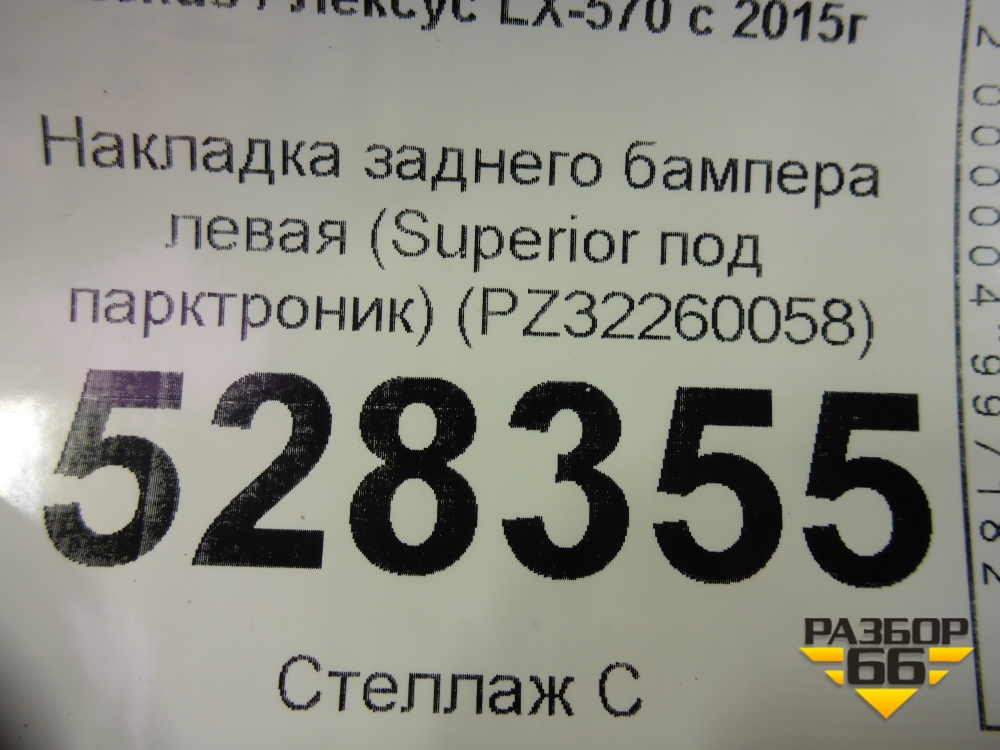 Лексус LX-570 с 2015г
Накладка заднего бампера
левая (Superior под
парктроник) (PZ32260058)
528355
Стеллаж С
РАЗБОР
66